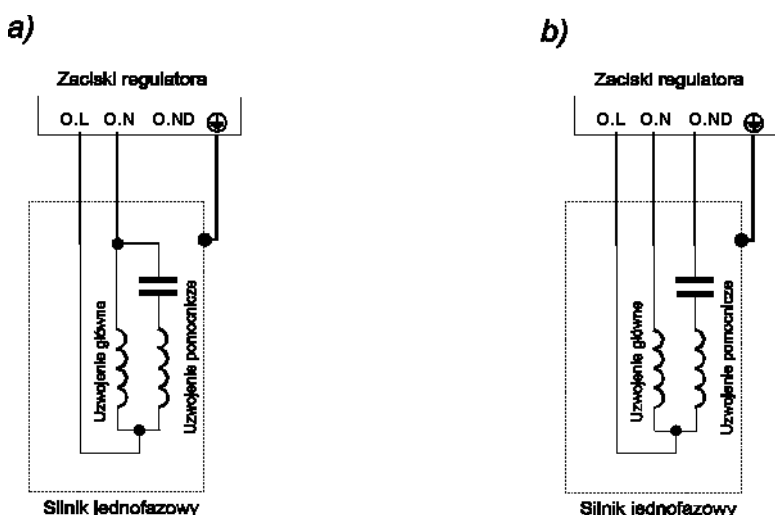 a)
Zaciski regulatora
O.L O.N O.ND
Uzwojenie główne
Uzwojenie pomocnicze
Silnik jednofazowy
b)
Zaciski regulatora
O.L O.N O.ND
Uzwojenie główne
Uzwojenie pomocnicze
Silnik jednofazowy